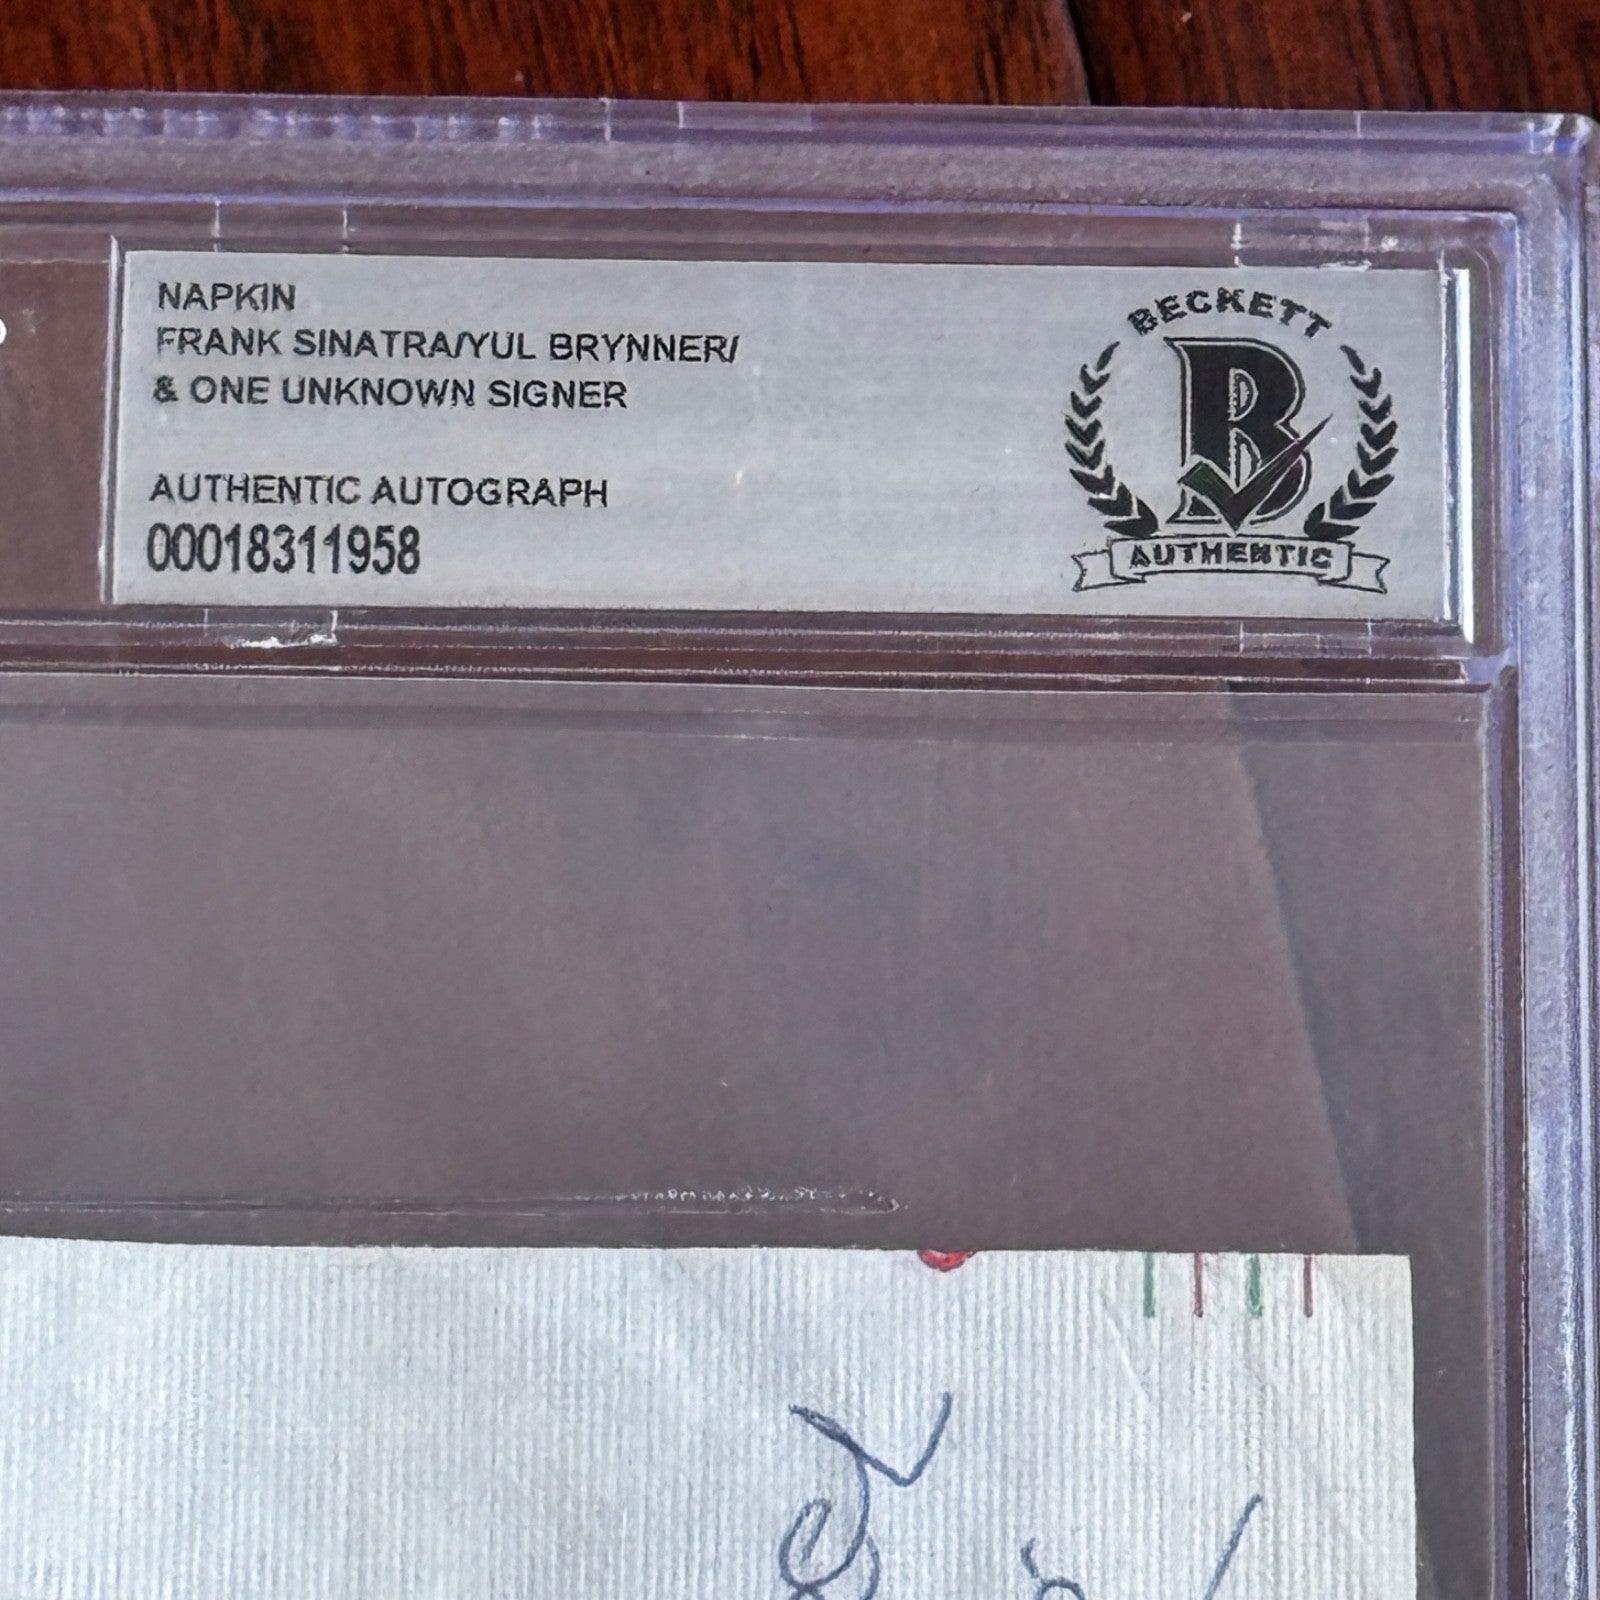 NAPKIN
FRANK SINATRA/YUL BRYNNER/
& ONE UNKNOWN SIGNER
AUTHENTIC AUTOGRAPH
00018311958
BECKETT
B
AUTHENTIC